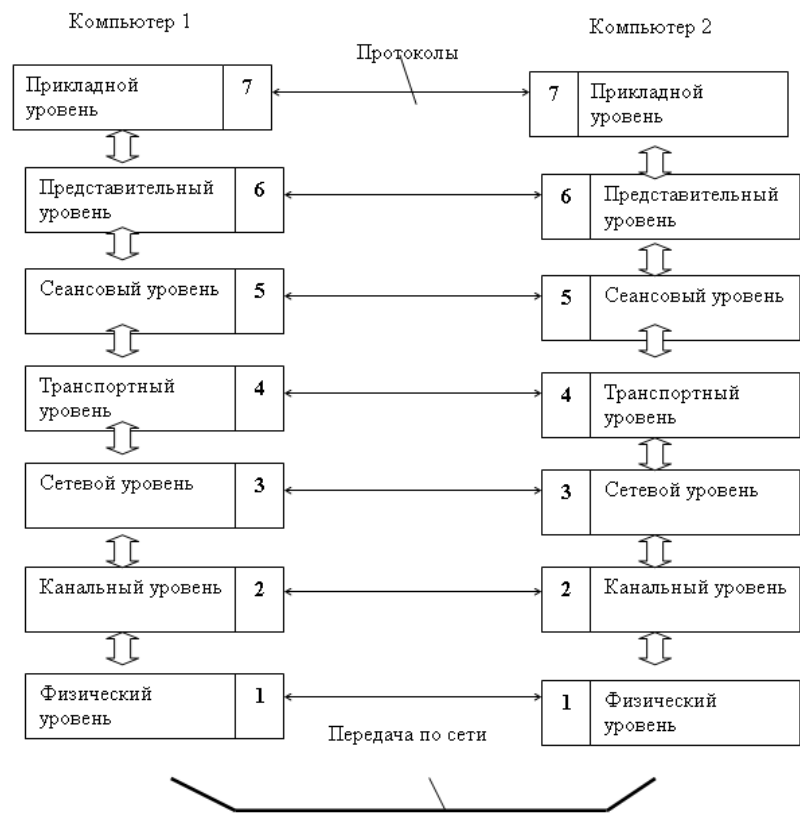 Компьютер 1
Компьютер 2
Протоколы
Прикладной
уровень
7
7
Прикладной
уровень
Представительный
уровень
6
6
Представительный
уровень
Сеансовый уровень
5
5
Сеансовый уровень
Транспортный
уровень
4
4
Транспортный
уровень
Сетевой уровень
3
3
Сетевой уровень
Канальный уровень
2
2
Канальный уровень
Физический
уровень
1
1
Физический
уровень
Передача по сети